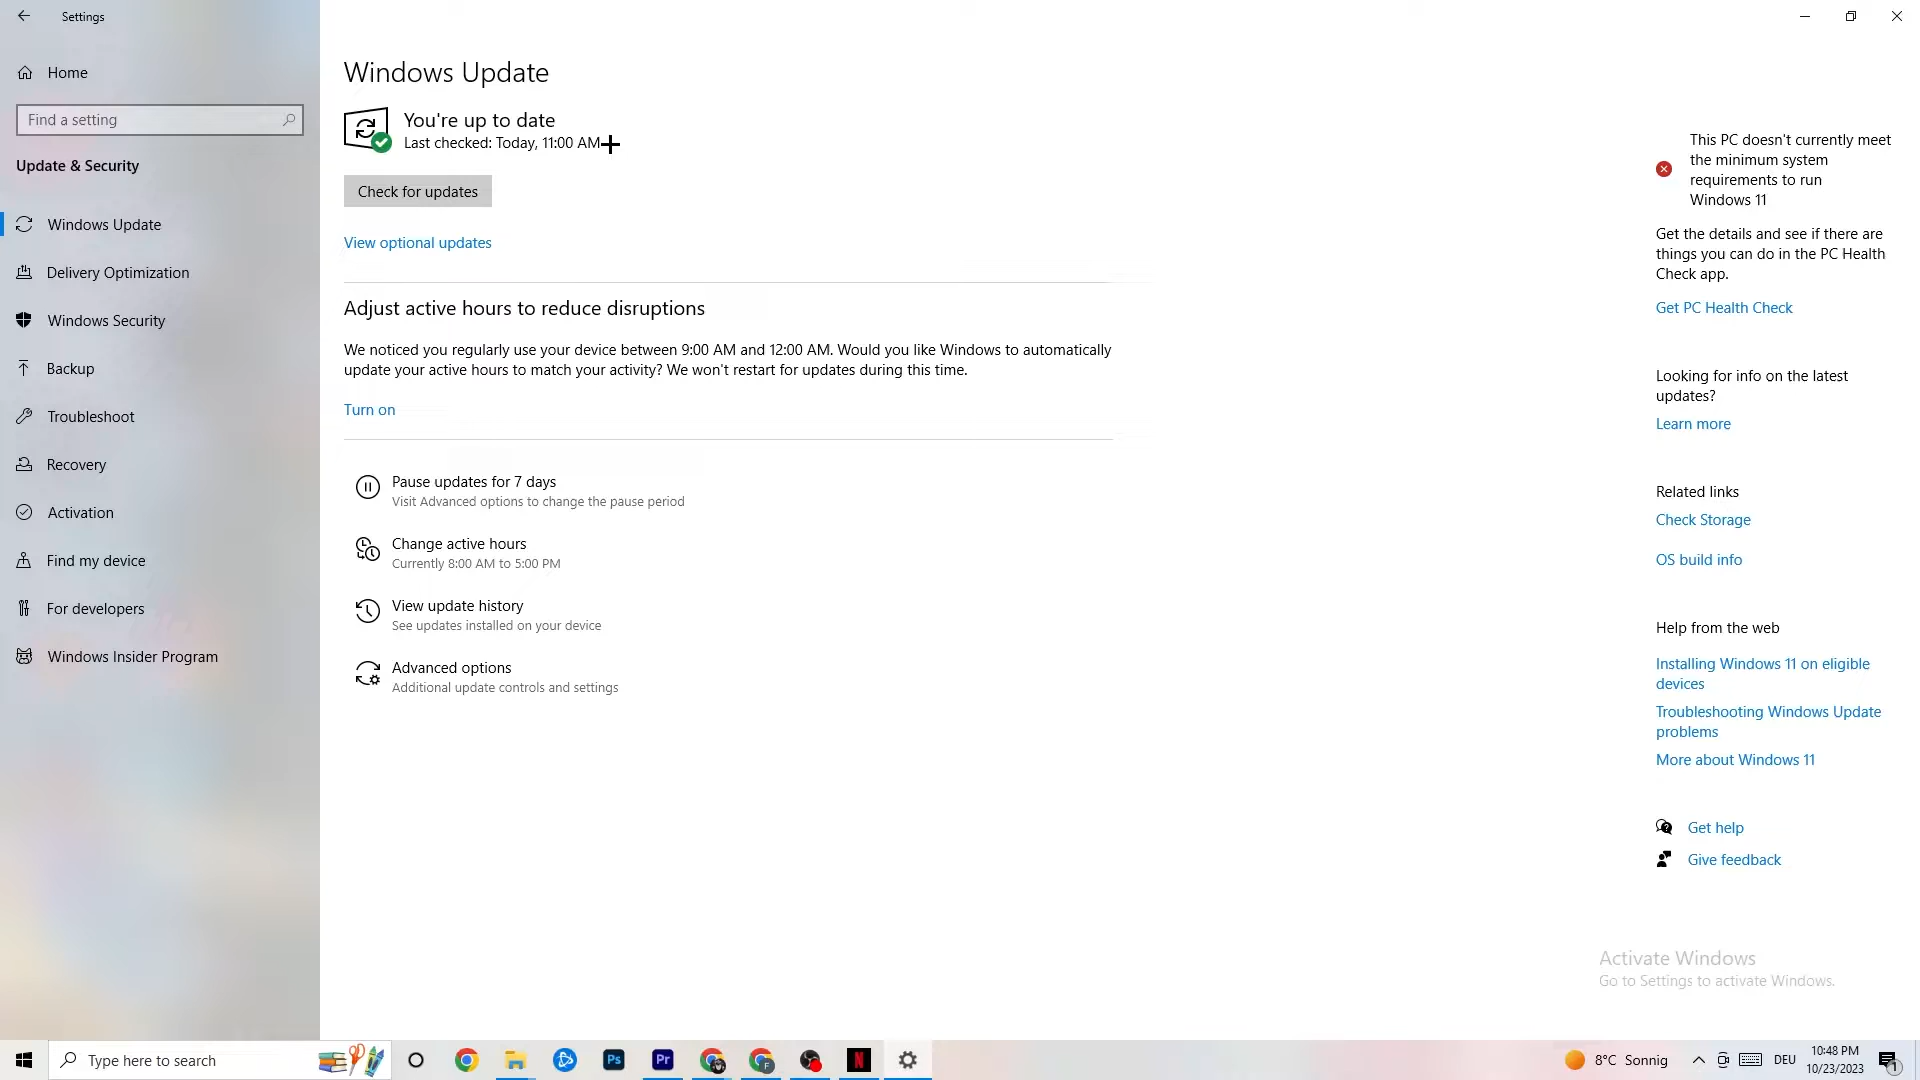 Settings
Home
Find a setting
Update & Security
Windows Update
Delivery Optimization
Windows Security
Backup
Troubleshoot
Recovery
Activation
Find my device
For developers
Windows Insider Program
Windows Update
You're up to date
Last checked: Today, 11:00 AM
Check for updates
View optional updates
Adjust active hours to reduce disruptions
We noticed you regularly use your device between 9:00 AM and 12:00 AM. Would you like Windows to automatically
update your active hours to match your activity? We won't restart for updates during this time.
Turn on
Pause updates for 7 days
Visit Advanced options to change the pause period
Change active hours
Currently 8:00 AM to 5:00 PM
View update history
See updates installed on your device
Advanced options
Additional update controls and settings
This PC doesn't currently meet
the minimum system
requirements to run
Windows 11
Get the details and see if there are
things you can do in the PC Health
Check app.
Get PC Health Check
Looking for info on the latest
updates?
Learn more
Related links
Check Storage
OS build info
Help from the web
Installing Windows 11 on eligible
devices
Troubleshooting Windows Update
problems
More about Windows 11
Get help
Give feedback
Activate Windows
Go to Settings to activate Windows.
Type here to search
Ps
Pr
F
N
8°C Sonnig
DEU
10:48 PM
10/23/2023
1